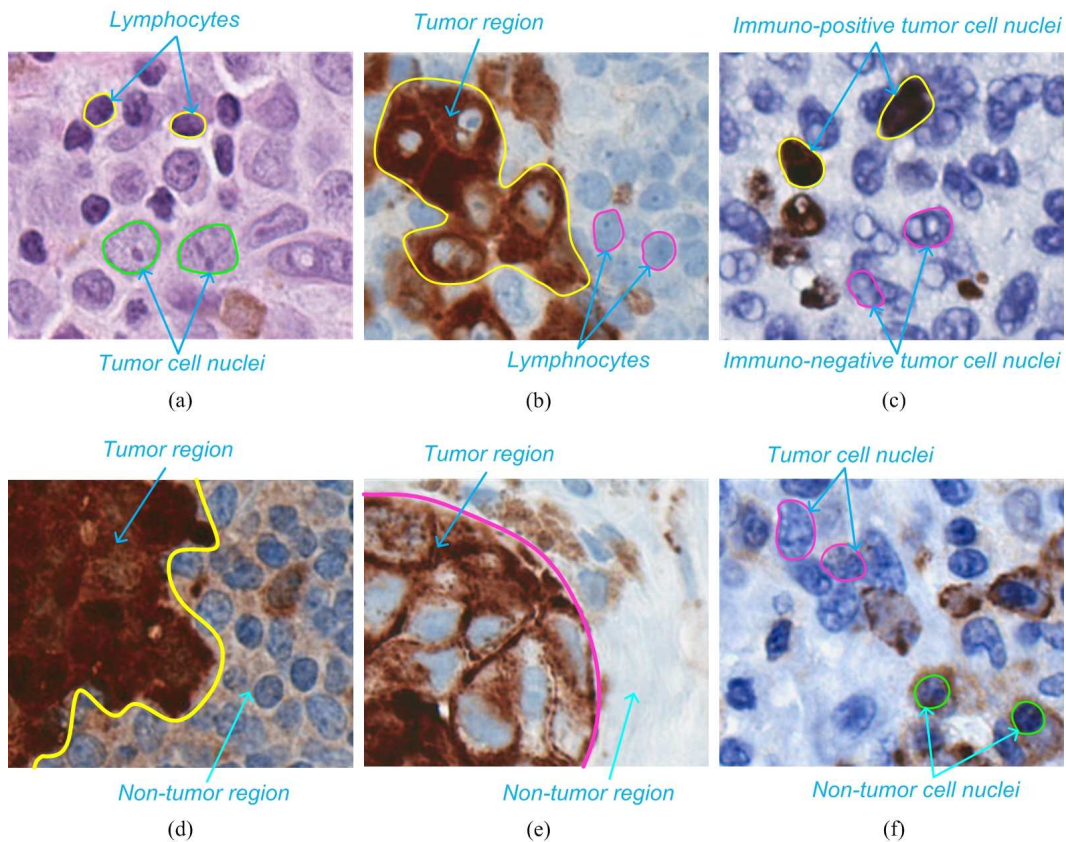 Lymphocytes
Tumor region
Immuno-positive tumor cell nuclei
Tumor cell nuclei
Lymphnocytes
Immuno-negative tumor cell nuclei
(a)
(b)
(c)
Tumor region
Tumor region
Tumor cell nuclei
Non-tumor region
Non-tumor region
Non-tumor cell nuclei
(d)
(e)
(f)